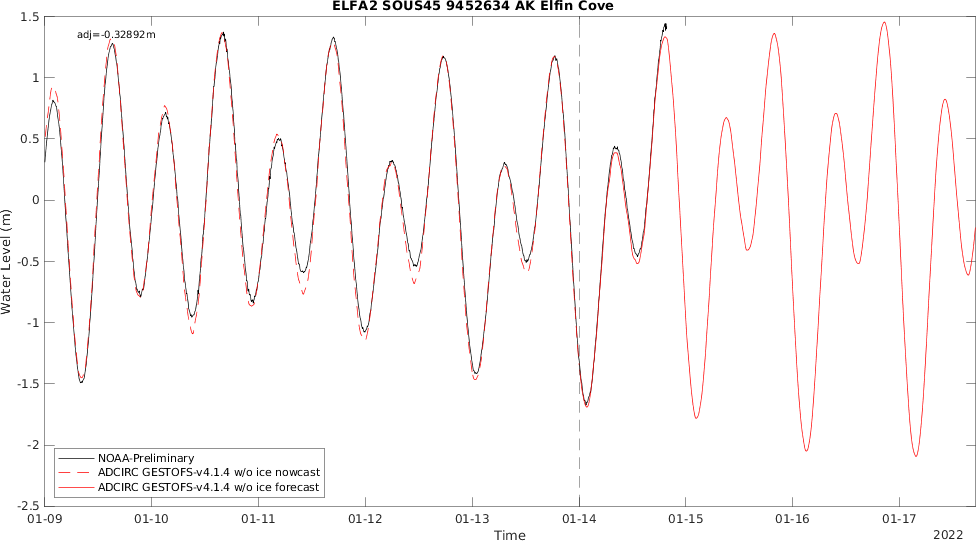 ELFA2 SOUS45 9452634 AK Elfin Cove
adj=-0.32892m
1.5
1
0.5
0
-0.5
-1
-1.5
-2
-2.5
Water Level (m)
NOAA-Preliminary
ADCIRC GESTOFS-v4.1.4 w/o ice nowcast
ADCIRC GESTOFS-v4.1.4 w/o ice forecast
01-09 01-10 01-11 01-12 01-13 01-14 01-15 01-16 01-17
Time
2022